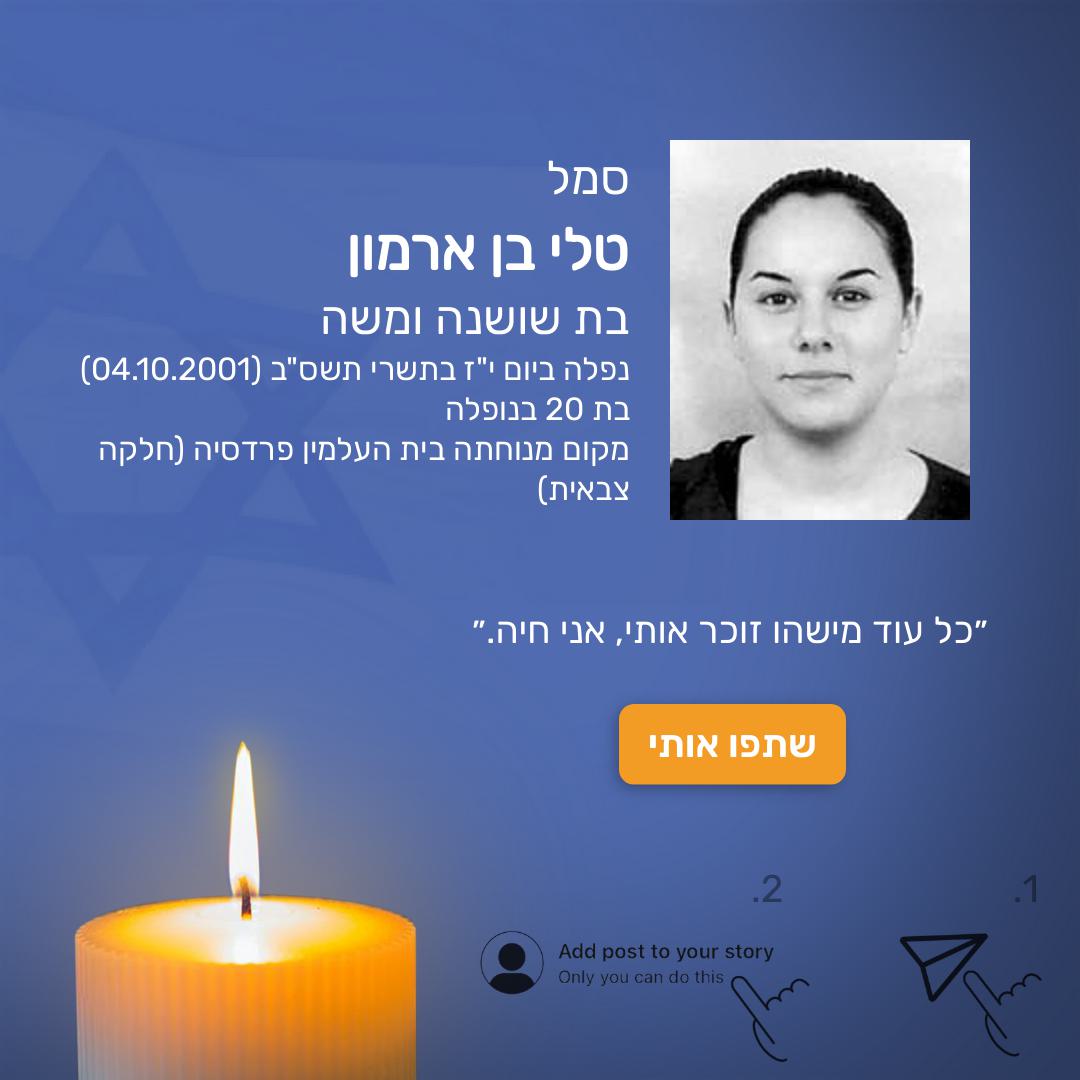 סמל
טלי בן ארמון
בת שושנה ומשה
נפלה ביום י"ז בתשרי תשס"ב (04.10.2001)
בת 20 בנופלה
מקום מנוחתה בית העלמין פרדסיה (חלקה
צבאית)
״כל עוד מישהו זוכר אותי, אני חיה.״
שתפו אותי
1.
2.
Add post to your story
Only you can do this